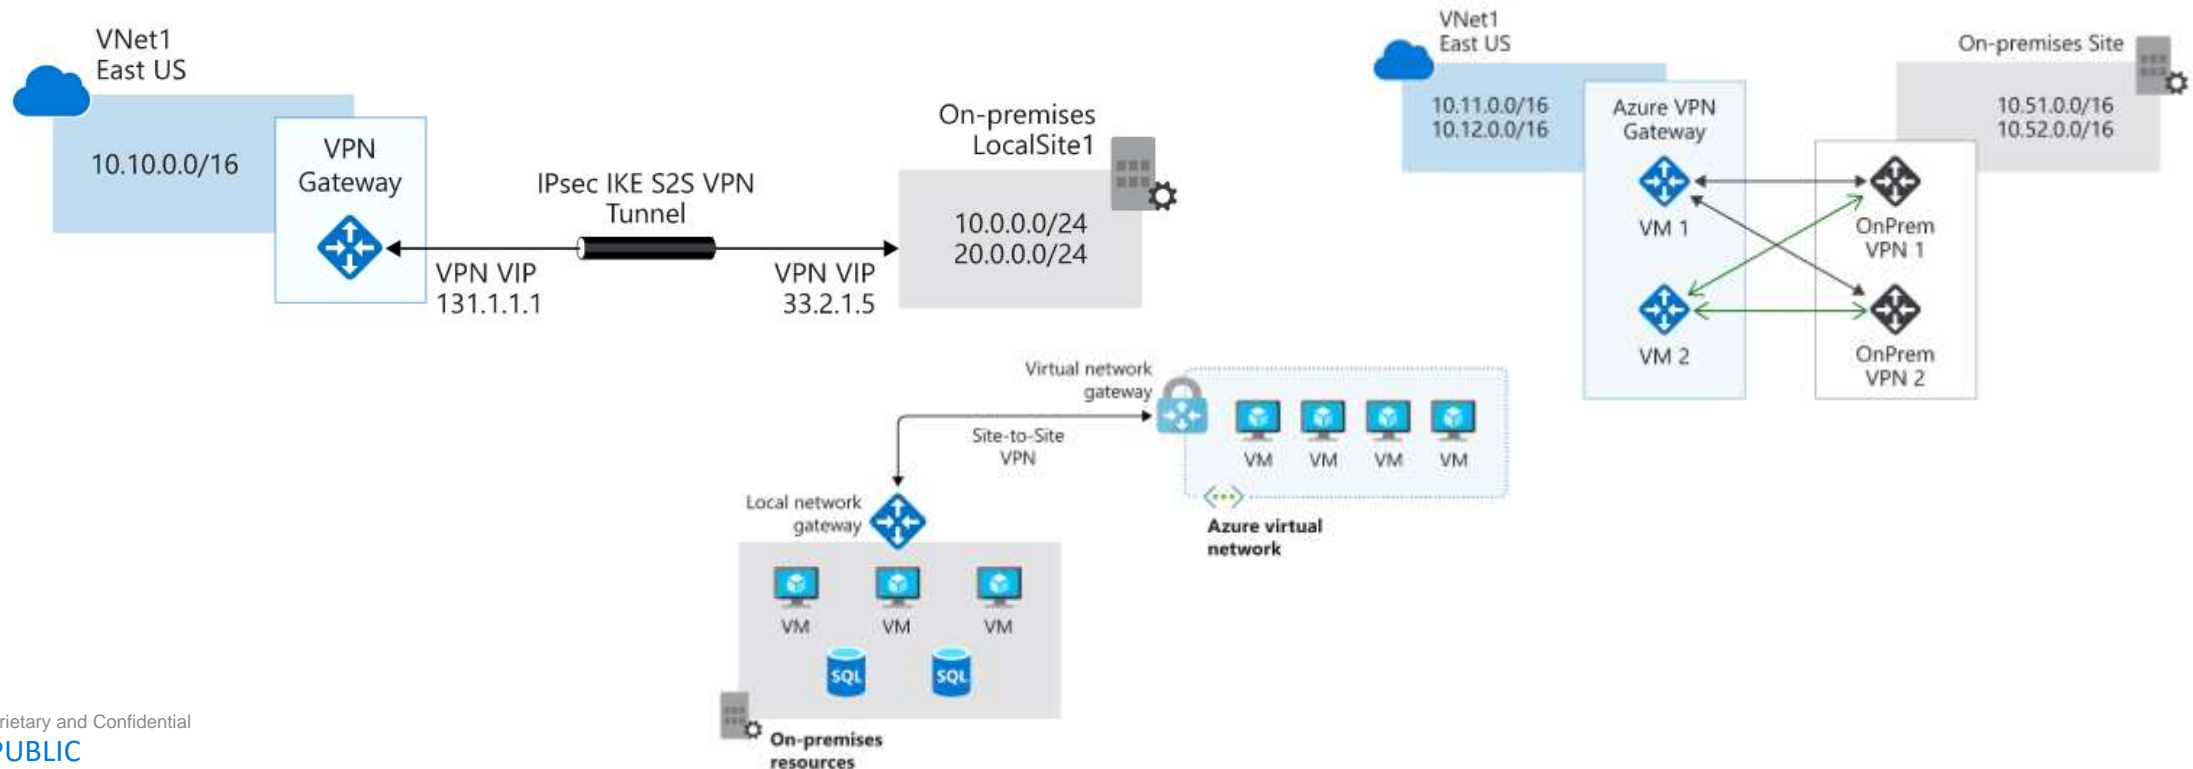 VNet1
East US
10.10.0.0/16
VPN
Gateway
IPsec IKE S2S VPN
Tunnel
VPN VIP
131.1.1.1
VPN VIP
33.2.1.5
On-premises
LocalSite1
10.0.0.0/24
20.0.0.0/24
VNet1
East US
10.11.0.0/16
10.12.0.0/16
Azure VPN
Gateway
VM 1
VM 2
On-premises Site
10.51.0.0/16
10.52.0.0/16
OnPrem
VPN 1
OnPrem
VPN 2
Virtual network
gateway
Site-to-Site
VPN
VM
VM
VM
VM
Azure virtual
network
Local network
gateway
VM
VM
VM
SQL
SQL
On-premises
resources
rietary and Confidential
PUBLIC